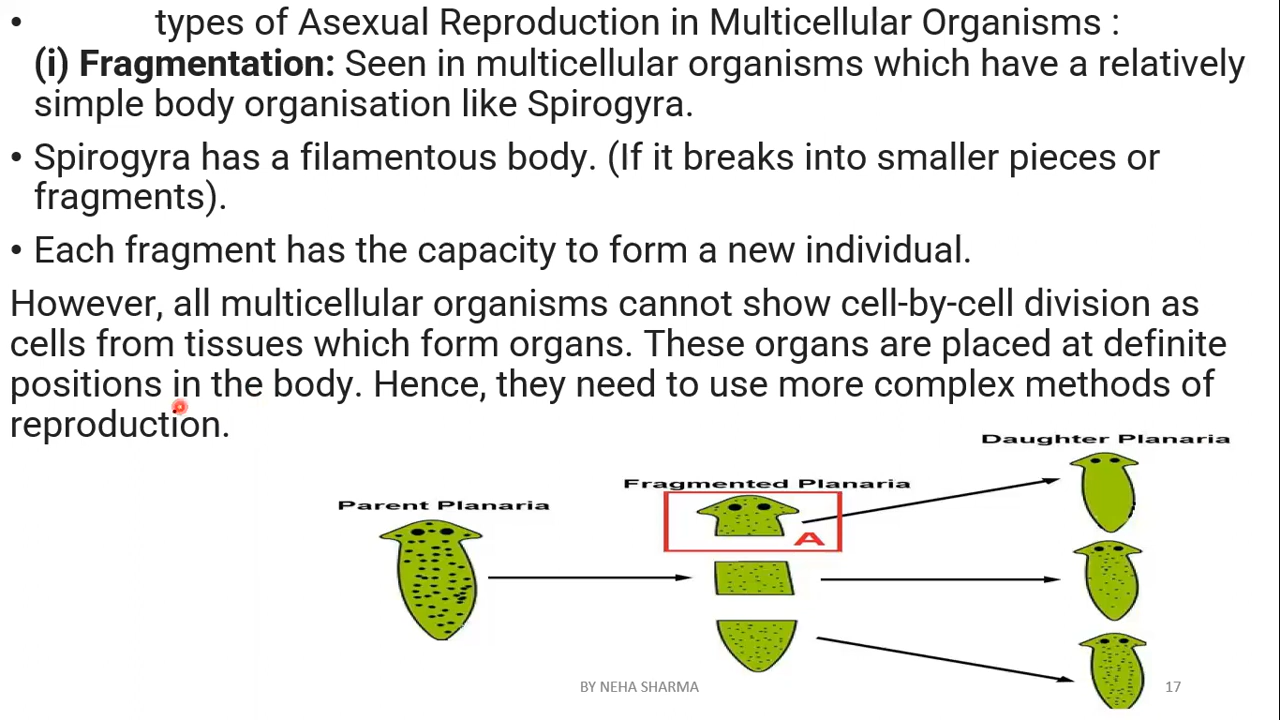 • types of Asexual Reproduction in Multicellular Organisms :
(i) Fragmentation: Seen in multicellular organisms which have a relatively
simple body organisation like Spirogyra.
• Spirogyra has a filamentous body. (If it breaks into smaller pieces or
fragments).
• Each fragment has the capacity to form a new individual.
However, all multicellular organisms cannot show cell-by-cell division as
cells from tissues which form organs. These organs are placed at definite
positions in the body. Hence, they need to use more complex methods of
reproduction.
Daughter Planaria
Fragmented Planaria
Parent Planaria
A
BY NEHA SHARMA
17